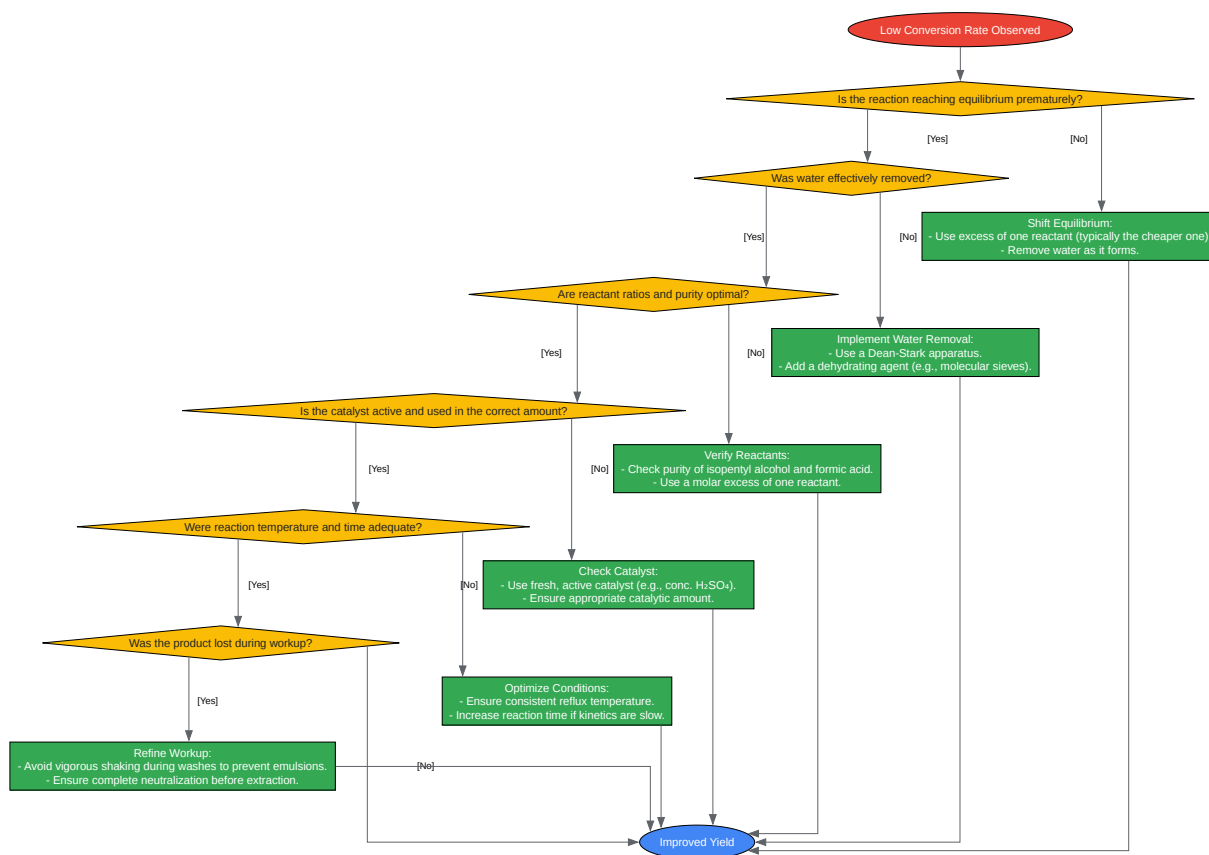 Low Conversion Rate Observed
Is the reaction reaching equilibrium prematurely?
[Yes]
[No]
Was water effectively removed?
Shift Equilibrium:
- Use excess of one reactant (typically the cheaper one)
- Remove water as it forms.
[Yes]
[No]
Are reactant ratios and purity optimal?
Implement Water Removal:
- Use a Dean-Stark apparatus.
- Add a dehydrating agent (e.g., molecular sieves).
[Yes]
[No]
Is the catalyst active and used in the correct amount?
Verify Reactants:
- Check purity of isopentyl alcohol and formic acid.
- Use a molar excess of one reactant.
[Yes]
[No]
Were reaction temperature and time adequate?
Check Catalyst:
- Use fresh, active catalyst (e.g., conc. H₂SO₄).
- Ensure appropriate catalytic amount.
[Yes]
[No]
Was the product lost during workup?
Optimize Conditions:
- Ensure consistent reflux temperature.
- Increase reaction time if kinetics are slow.
[Yes]
Refine Workup:
- Avoid vigorous shaking during washes to prevent emulsions.
- Ensure complete neutralization before extraction.
[No]
Improved Yield